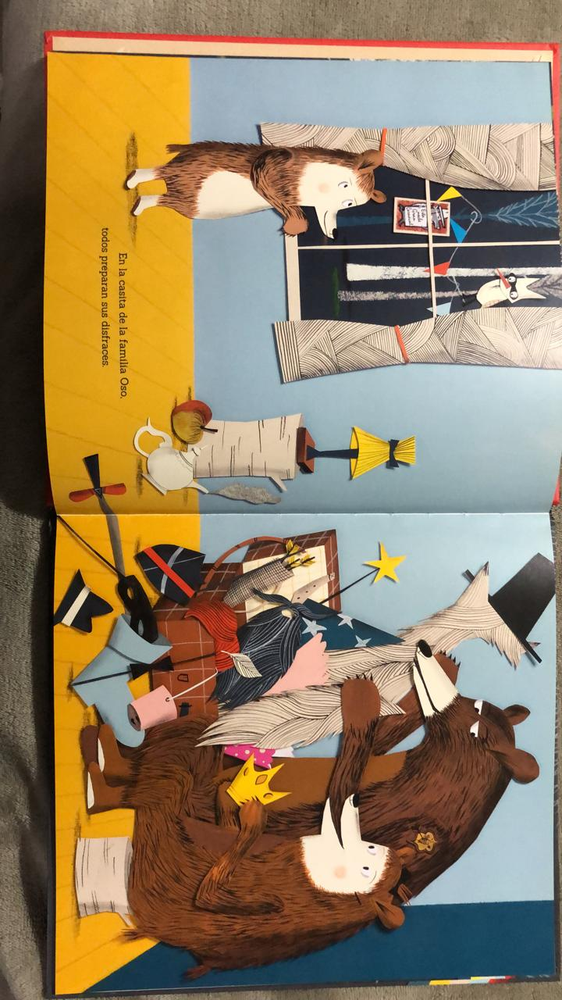 En la casita de la familia Oso,
todos preparan sus disfraces.